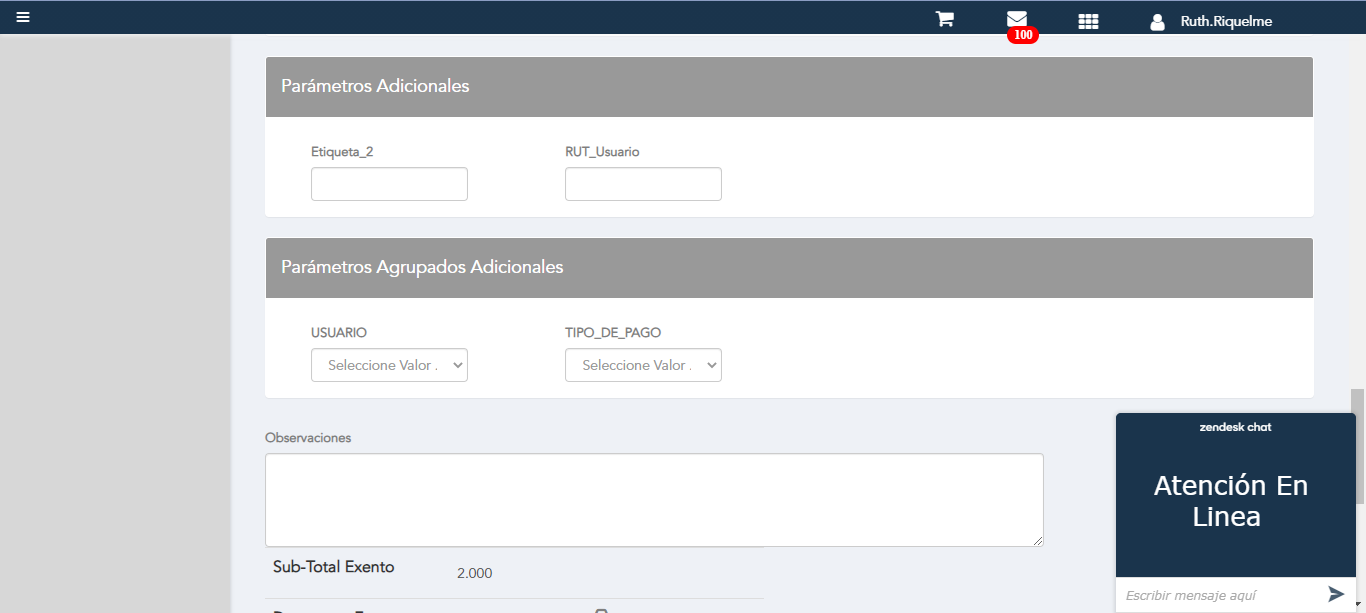 Ruth.Riquelme
100
Parámetros Adicionales
Etiqueta_2 RUT_Usuario
Parámetros Agrupados Adicionales
USUARIO TIPO_DE_PAGO
Seleccione Valor . Seleccione Valor .
Observaciones
zendesk chat
Atención En
Linea
Sub-Total Exento 2.000
Escribir mensaje aquí